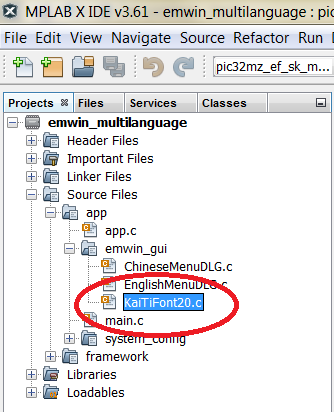 MPLAB X IDE v3.61 - emwin_multilanguage : pic
File Edit View Navigate Source Refactor Run D
pic32mz_ef_sk_m...
Projects Files Services Classes
emwin_multilanguage
Header Files
Important Files
Linker Files
Source Files
app
app.c
emwin_gui
ChineseMenuDLG.c
EnglishMenuDLG.c
KaiTiFont20.c
main.c
system_config
framework
Libraries
Loadables